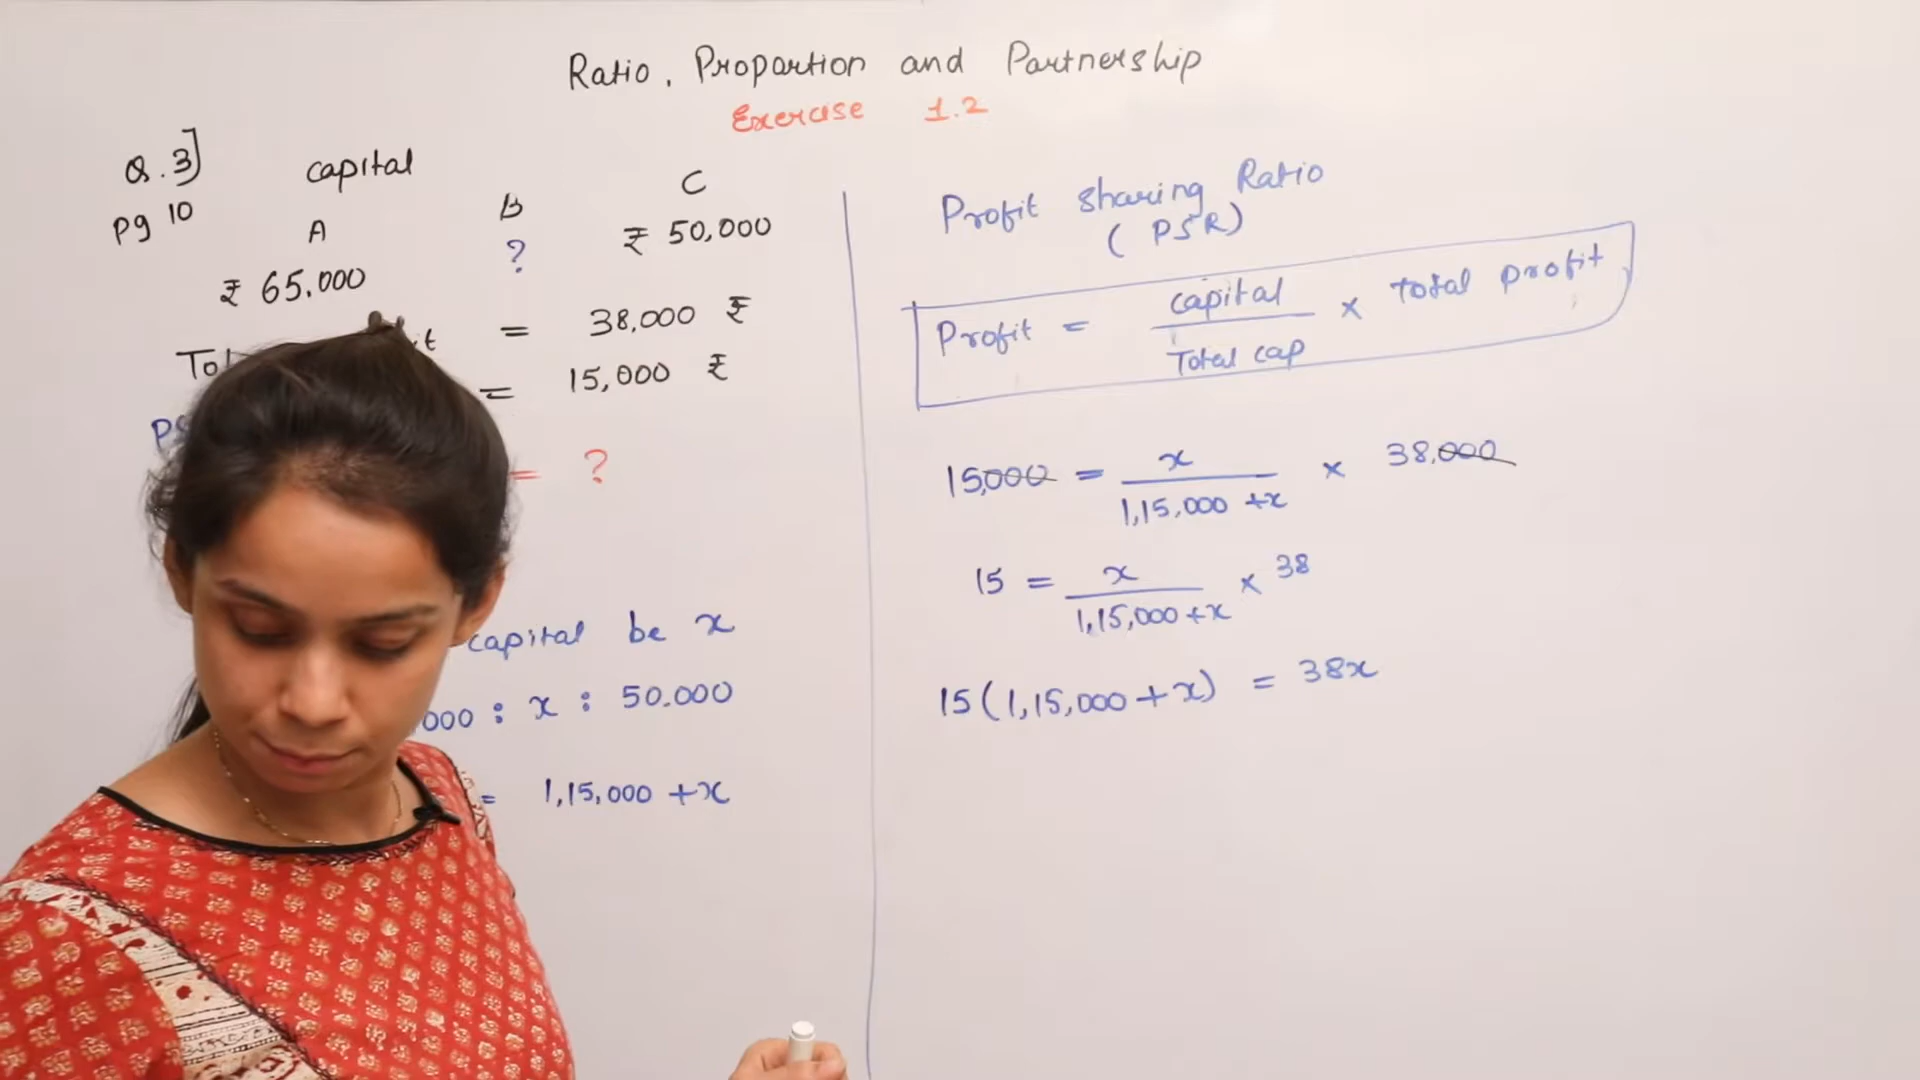 Ratio, Proportion and Partnership
Exercise 1.2
Q.3]
pg 10
capital
A B C
₹ 65.000 ? ₹ 50,000
= 38,000 ₹
= 15,000 ₹
= ?
capital be x
000 : x : 50.000
= 1,15,000 +x
Profit sharing Ratio
( PSR )
Profit = capital / Total cap × Total profit
15,000 = x / 1,15,000 +x × 38,000
15 = x / 1,15,000 +x × 38
15(1,15,000 + x) = 38x